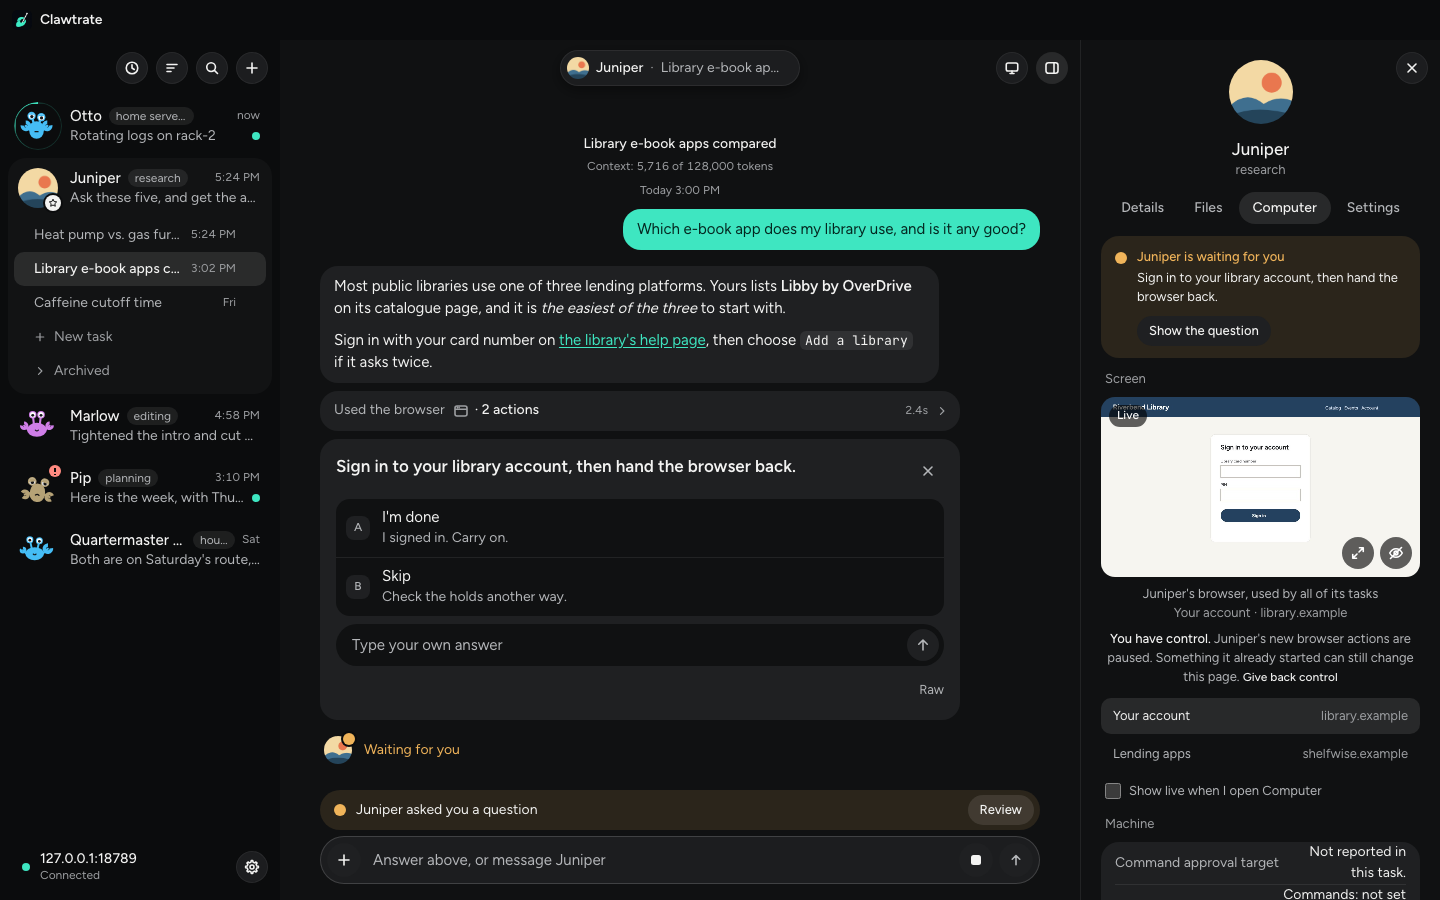 Clawtrate
Otto home serve... now
Rotating logs on rack-2
Juniper research 5:24 PM
Ask these five, and get the a...
Heat pump vs. gas fur... 5:24 PM
Library e-book apps c... 3:02 PM
Caffeine cutoff time Fri
New task
Archived
Marlow editing 4:58 PM
Tightened the intro and cut ...
Pip planning 3:10 PM
Here is the week, with Thu...
Quartermaster ... hou... Sat
Both are on Saturday's route,...
127.0.0.1:18789
Connected
Juniper · Library e-book ap...
Library e-book apps compared
Context: 5,716 of 128,000 tokens
Today 3:00 PM
Which e-book app does my library use, and is it any good?
Most public libraries use one of three lending platforms. Yours lists Libby by OverDrive
on its catalogue page, and it is the easiest of the three to start with.
Sign in with your card number on the library's help page, then choose Add a library
if it asks twice.
Used the browser · 2 actions 2.4s
Sign in to your library account, then hand the browser back.
A I'm done
I signed in. Carry on.
B Skip
Check the holds another way.
Type your own answer
Raw
Waiting for you
Juniper asked you a question Review
Answer above, or message Juniper
Juniper
research
Details Files Computer Settings
Juniper is waiting for you
Sign in to your library account, then hand the
browser back.
Show the question
Screen
Library Catalog Events Account
Live
Sign in to your account
Library card number
PIN
Sign in
Juniper's browser, used by all of its tasks
Your account · library.example
You have control. Juniper's new browser actions are
paused. Something it already started can still change
this page. Give back control
Your account library.example
Lending apps shelfwise.example
Show live when I open Computer
Machine
Command approval target Not reported in
this task.
Commands: not set